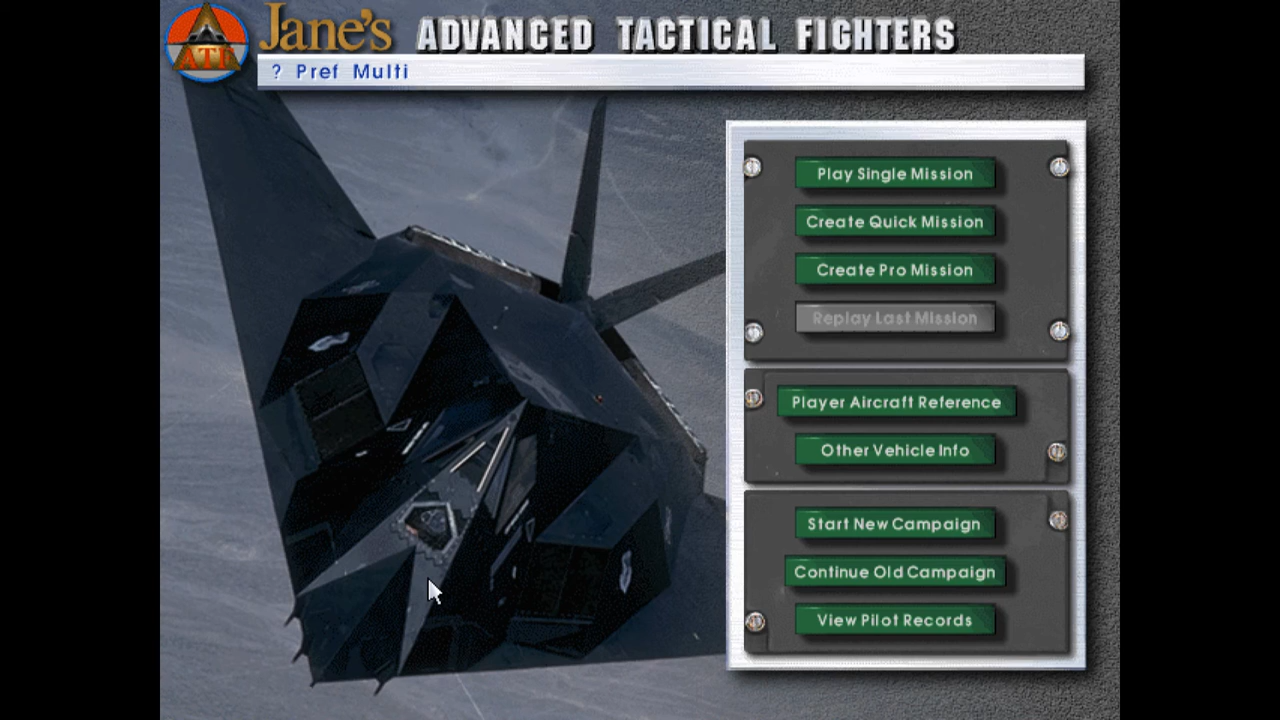 ATF
Jane's ADVANCED TACTICAL FIGHTERS
? Pref Multi
Play Single Mission
Create Quick Mission
Create Pro Mission
Replay Last Mission
Player Aircraft Reference
Other Vehicle Info
Start New Campaign
Continue Old Campaign
View Pilot Records